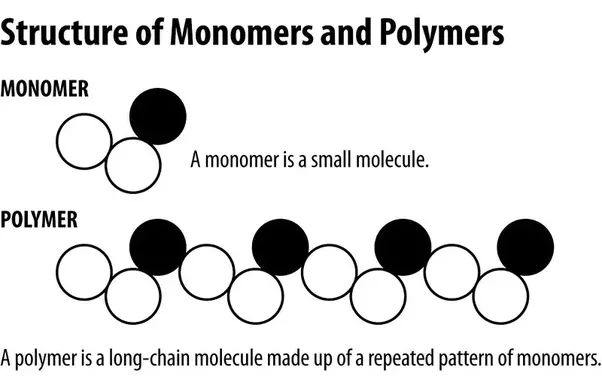 Structure of Monomers and Polymers
MONOMER
A monomer is a small molecule.
POLYMER
A polymer is a long-chain molecule made up of a repeated pattern of monomers.